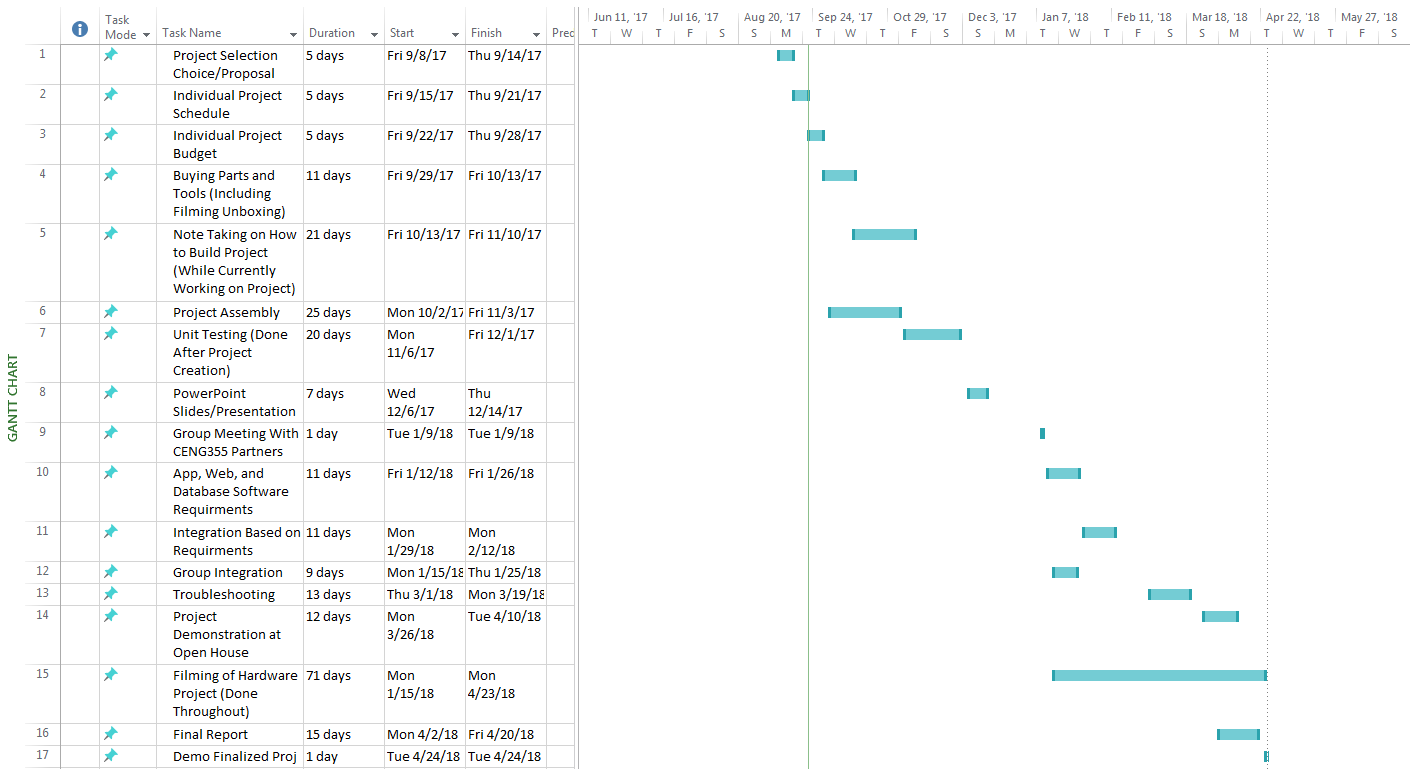 GANTT CHART
Task Mode Task Name Duration Start Finish Pred
Jun 11, '17 Jul 16, '17 Aug 20, '17 Sep 24, '17 Oct 29, '17 Dec 3, '17 Jan 7, '18 Feb 11, '18 Mar 18, '18 Apr 22, '18 May 27, '18
T W T F S S M T W T F S S M T W T F S S M T W T F S
1 Project Selection 5 days Fri 9/8/17 Thu 9/14/17
Choice/Proposal
2 Individual Project 5 days Fri 9/15/17 Thu 9/21/17
Schedule
3 Individual Project 5 days Fri 9/22/17 Thu 9/28/17
Budget
4 Buying Parts and 11 days Fri 9/29/17 Fri 10/13/17
Tools (Including
Filming Unboxing)
5 Note Taking on How 21 days Fri 10/13/17 Fri 11/10/17
to Build Project
(While Currently
Working on Project)
6 Project Assembly 25 days Mon 10/2/17 Fri 11/3/17
7 Unit Testing (Done 20 days Mon Fri 12/1/17
After Project 11/6/17
Creation)
8 PowerPoint 7 days Wed Thu
Slides/Presentation 12/6/17 12/14/17
9 Group Meeting With 1 day Tue 1/9/18 Tue 1/9/18
CENG355 Partners
10 App, Web, and 11 days Fri 1/12/18 Fri 1/26/18
Database Software
Requirments
11 Integration Based on 11 days Mon Mon
Requirments 1/29/18 2/12/18
12 Group Integration 9 days Mon 1/15/18 Thu 1/25/18
13 Troubleshooting 13 days Thu 3/1/18 Mon 3/19/18
14 Project 12 days Mon Tue 4/10/18
Demonstration at 3/26/18
Open House
15 Filming of Hardware 71 days Mon Mon
Project (Done 1/15/18 4/23/18
Throughout)
16 Final Report 15 days Mon 4/2/18 Fri 4/20/18
17 Demo Finalized Proj 1 day Tue 4/24/18 Tue 4/24/18